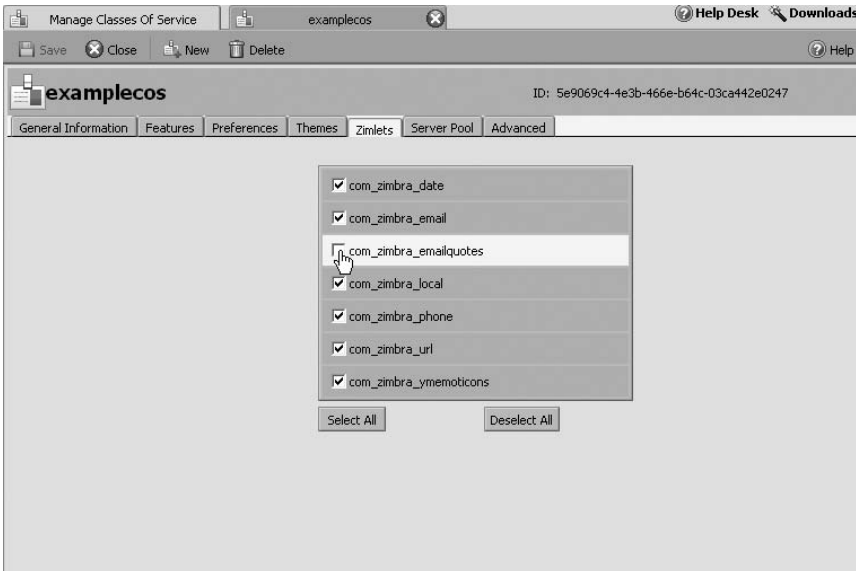 Manage Classes Of Service examplecos Help Desk Downloads
Save Close New Delete Help
examplecos ID: 5e9069c4-4e3b-466e-b64c-03ca442e0247
General Information Features Preferences Themes Zimlets Server Pool Advanced
com_zimbra_date
com_zimbra_email
com_zimbra_emailquotes
com_zimbra_local
com_zimbra_phone
com_zimbra_url
com_zimbra_ymemoticons
Select All Deselect All